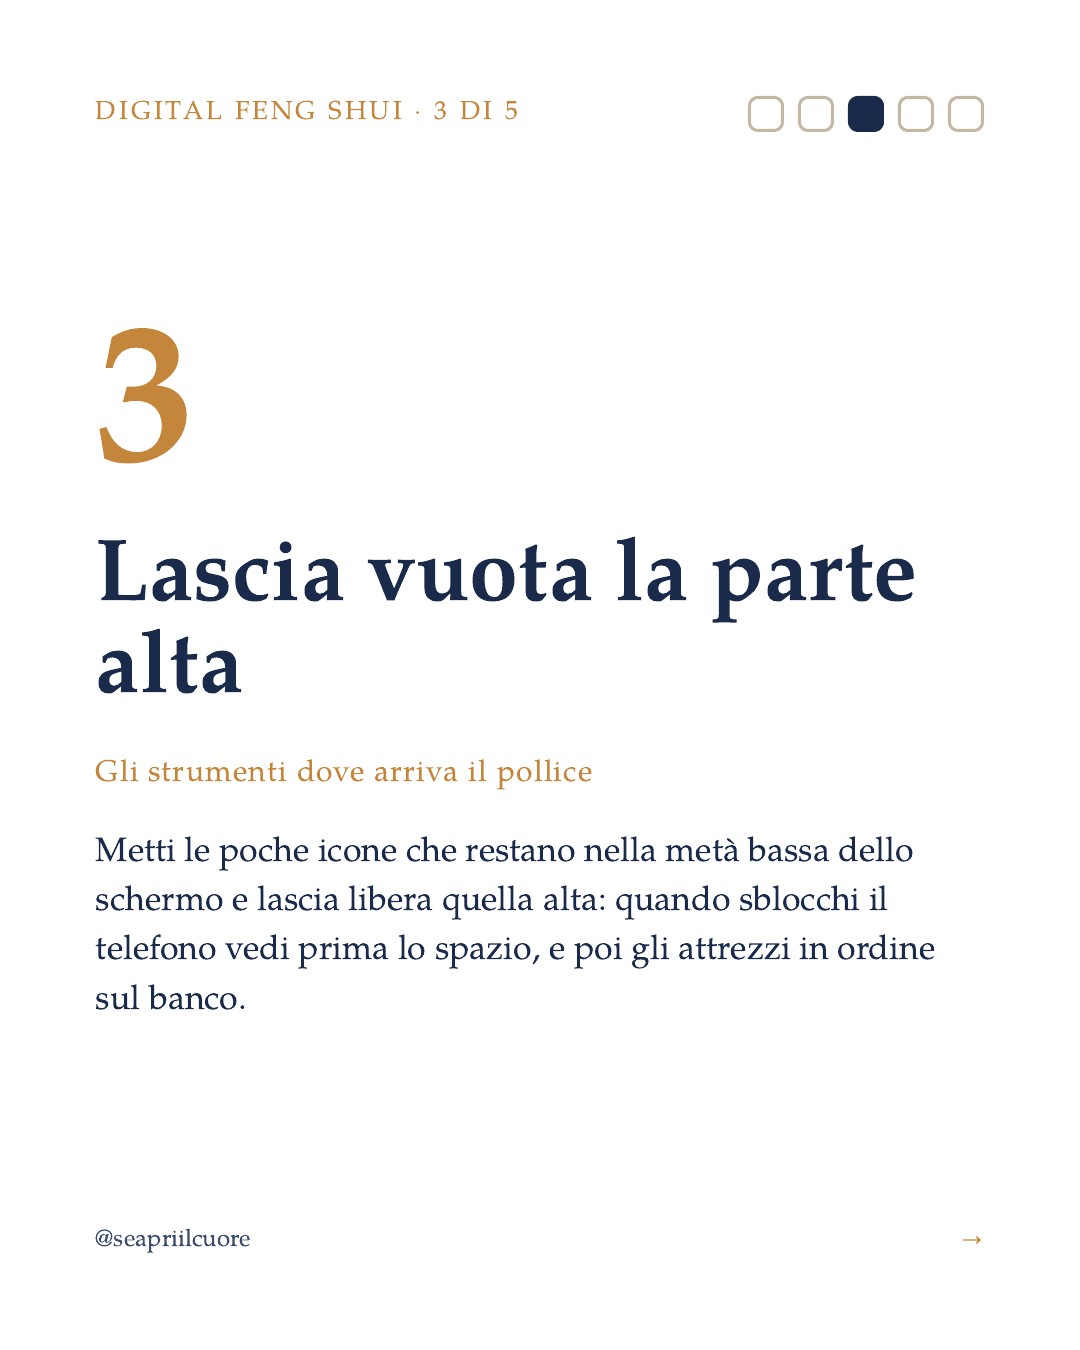 DIGITAL FENG SHUI · 3 DI 5
3
Lascia vuota la parte
alta
Gli strumenti dove arriva il pollice
Metti le poche icone che restano nella metà bassa dello
schermo e lascia libera quella alta: quando sblocchi il
telefono vedi prima lo spazio, e poi gli attrezzi in ordine
sul banco.
@seapriilcuore
→